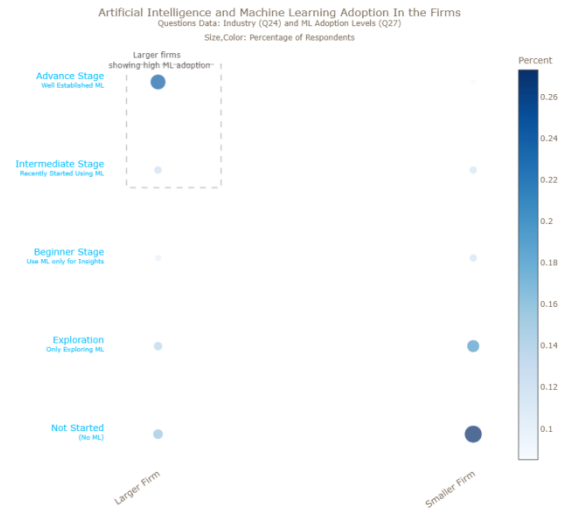 Artificial Intelligence and Machine Learning Adoption In the Firms
Questions Data: Industry (Q24) and ML Adoption Levels (Q27)
Size,Color: Percentage of Respondents
Larger firms
showing high ML adoption
Percent
Advance Stage
Well Established ML
0.26
0.24
Intermediate Stage
Recently Started Using ML
0.22
0.2
Beginner Stage
Use ML only for Insights
0.18
0.16
Exploration
Only Exploring ML
0.14
0.12
Not Started
(No ML)
0.1
Larger Firm
Smaller Firm